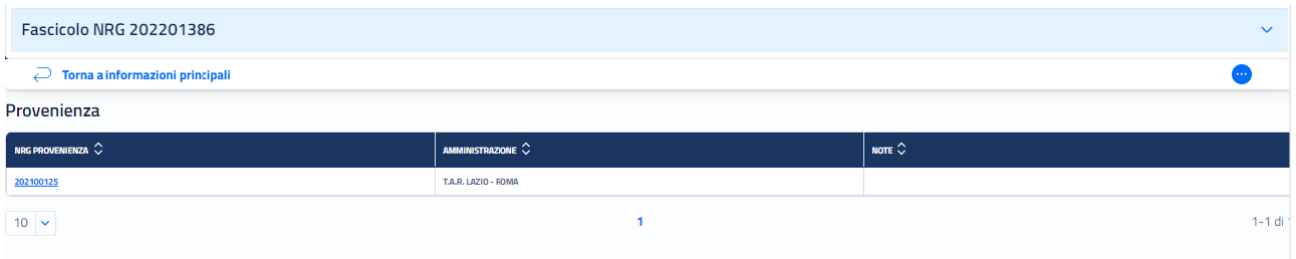 Fascicolo NRG 202201386
Torna a informazioni principali
Provenienza
NRG PROVENIENZA AMMINISTRAZIONE NOTE
202100125 T.A.R. LAZIO - ROMA
10 1 1-1 di